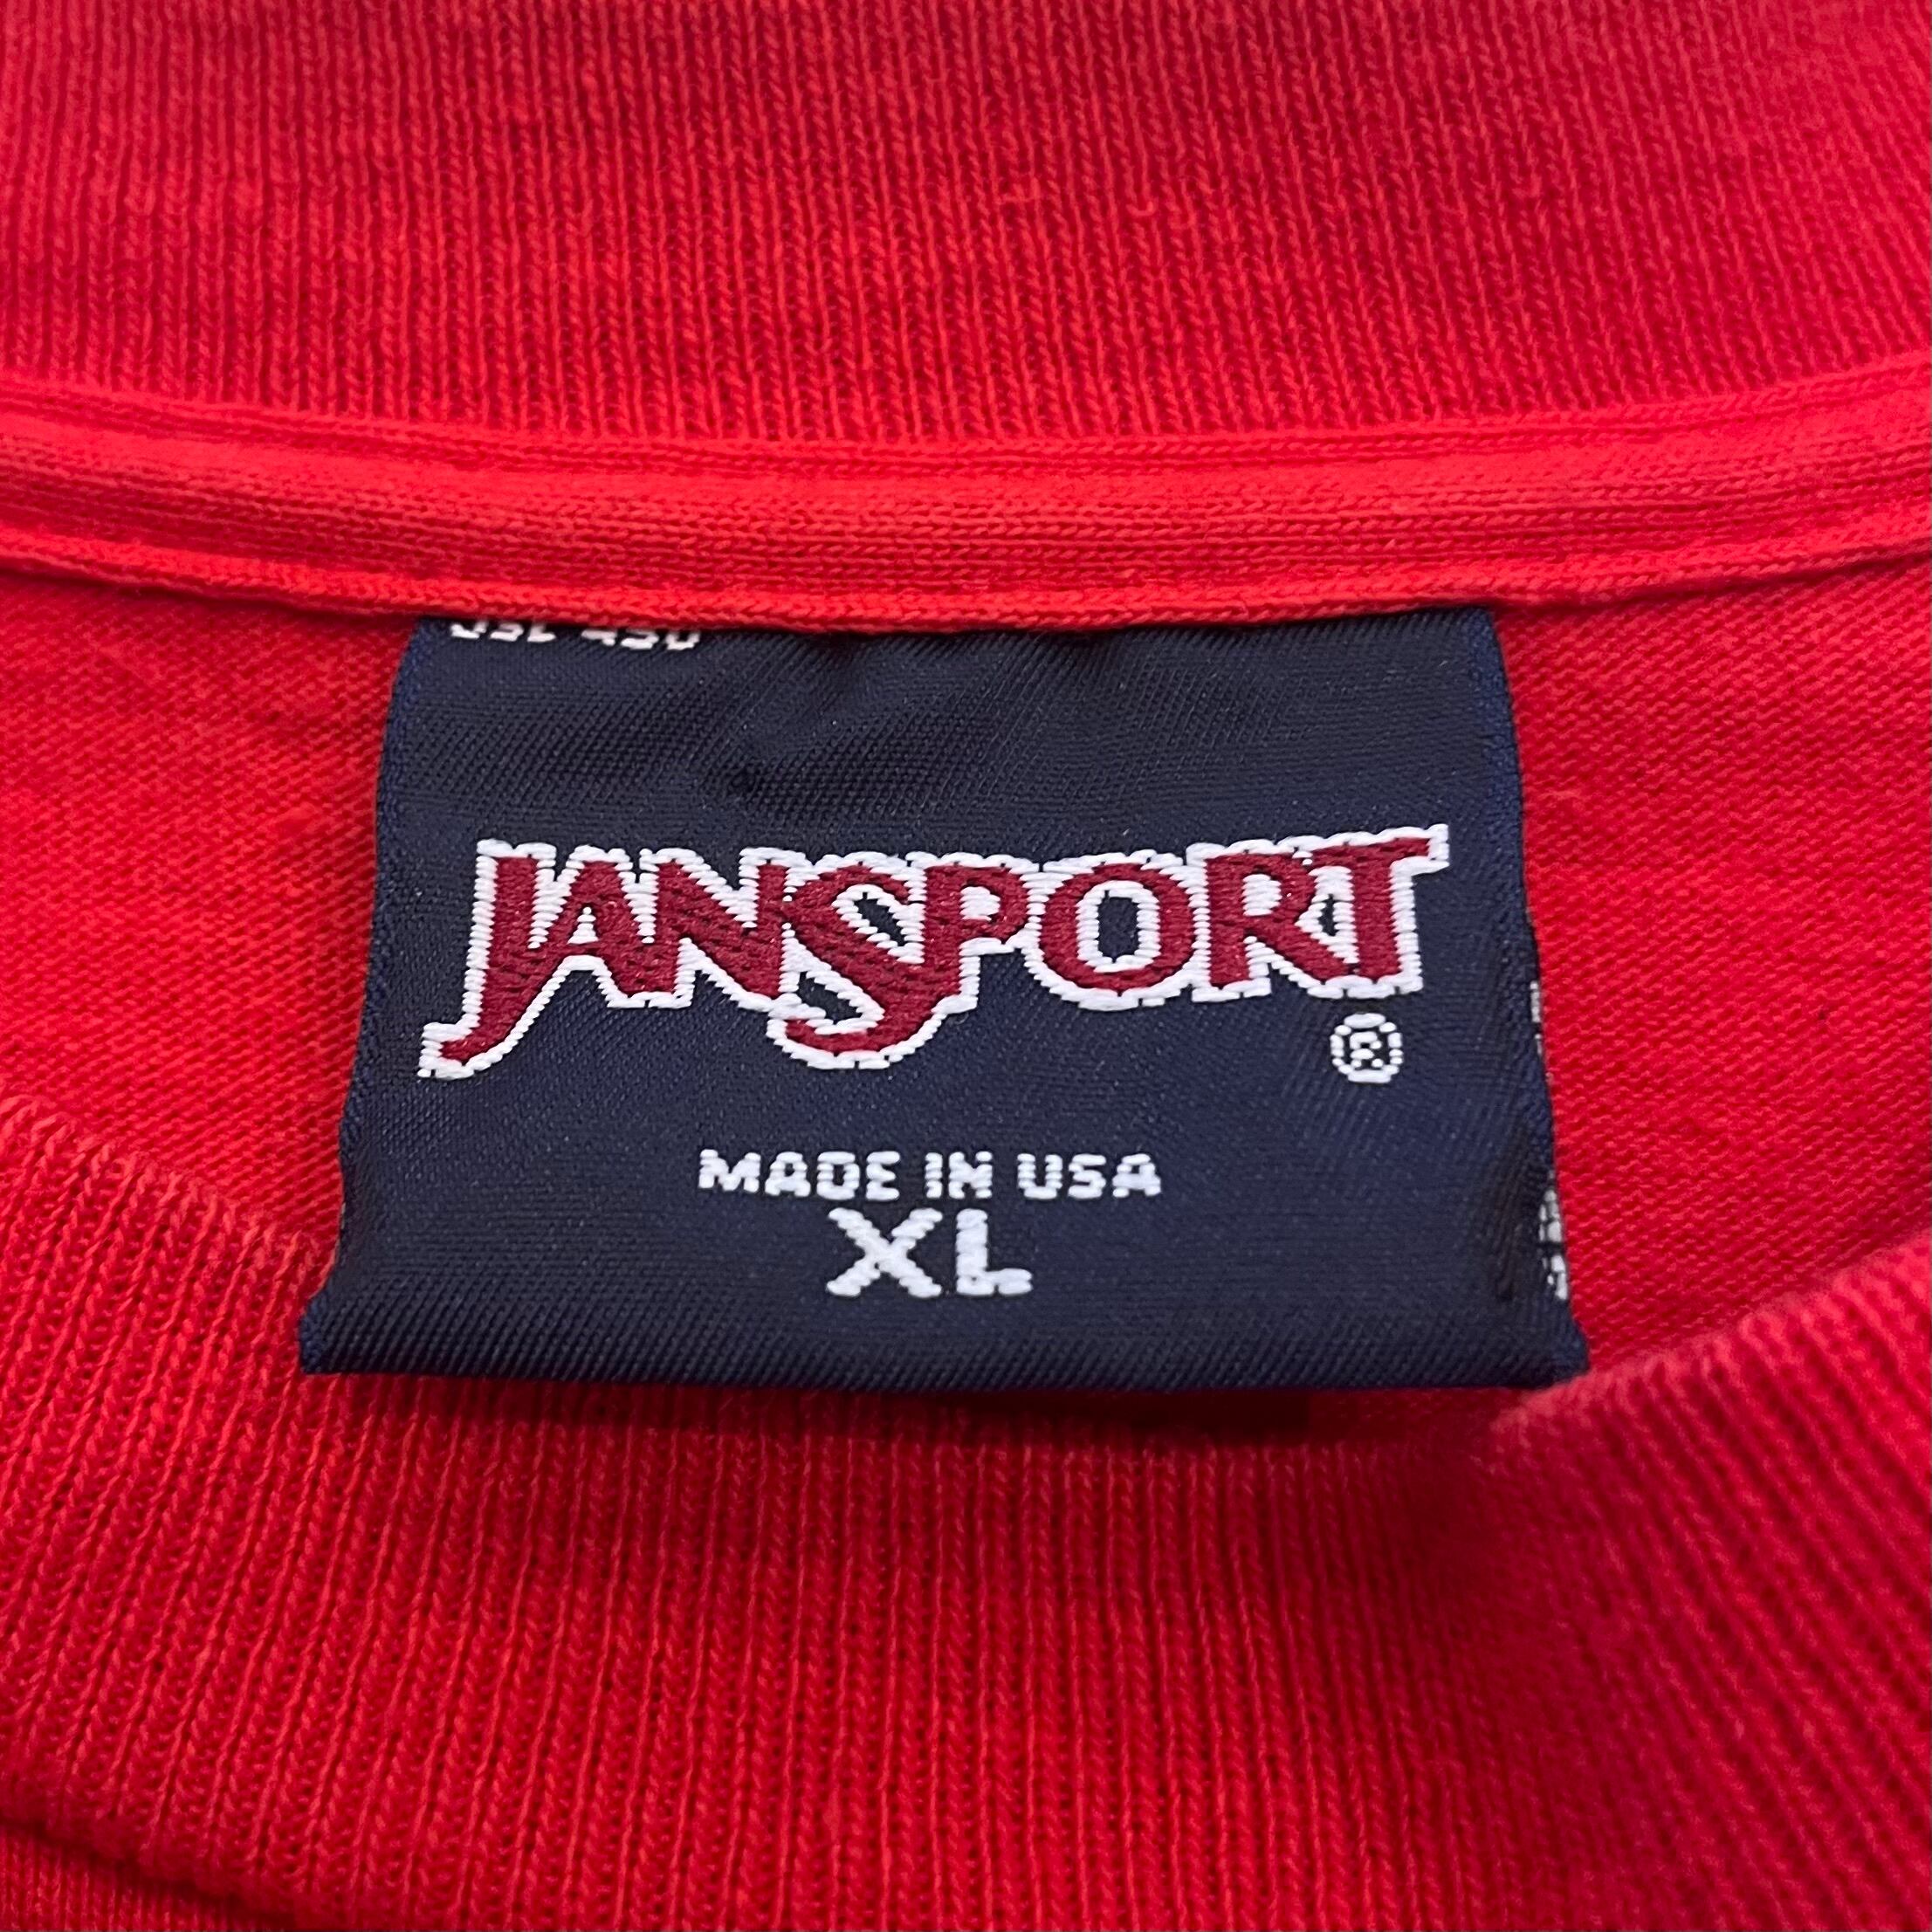 JANSPORT
®
MADE IN USA
XL